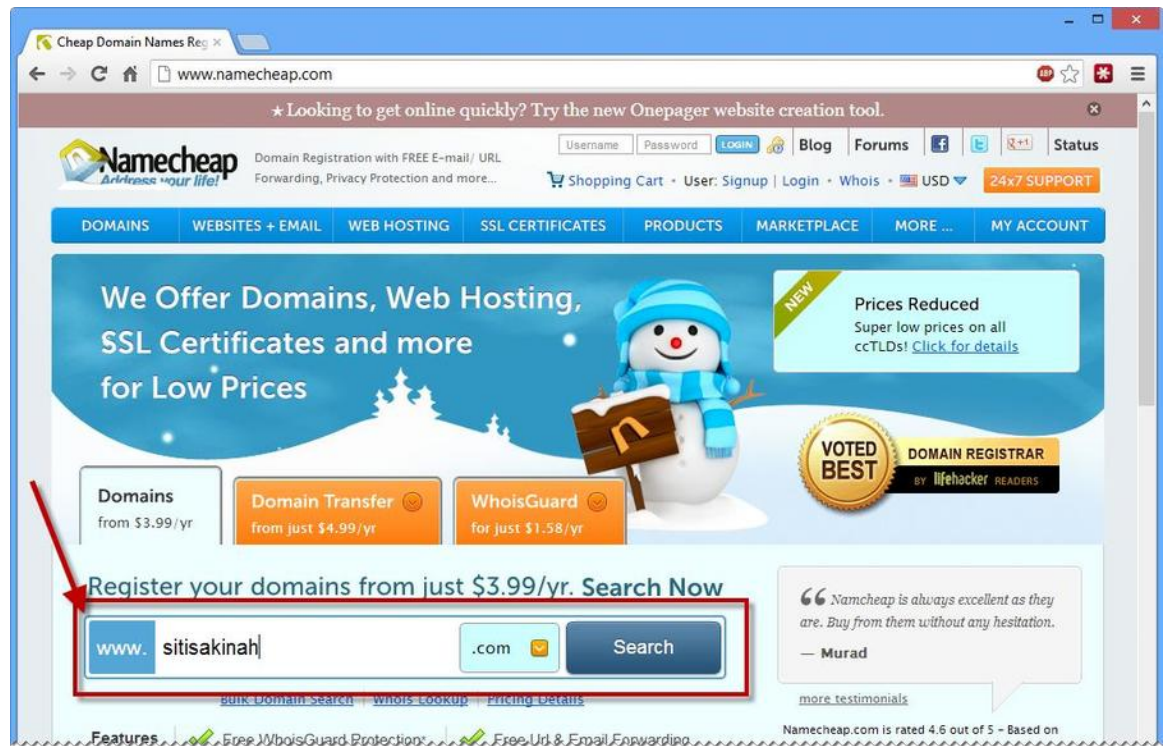 Cheap Domain Names Reg
www.namecheap.com
★ Looking to get online quickly? Try the new Onepager website creation tool.
Namecheap
Address your life!
Domain Registration with FREE E-mail/ URL
Forwarding, Privacy Protection and more...
Username Password LOGIN Blog Forums Status
Shopping Cart • User: Signup | Login • Whois • USD 24x7 SUPPORT
DOMAINS WEBSITES + EMAIL WEB HOSTING SSL CERTIFICATES PRODUCTS MARKETPLACE MORE ... MY ACCOUNT
We Offer Domains, Web Hosting,
SSL Certificates and more
for Low Prices
NEW
Prices Reduced
Super low prices on all
ccTLDs! Click for details
VOTED
BEST
DOMAIN REGISTRAR
BY lifehacker READERS
Domains
from $3.99/yr
Domain Transfer
from just $4.99/yr
WhoisGuard
for just $1.58/yr
Register your domains from just $3.99/yr. Search Now
www. sitisakinah .com Search
Bulk Domain Search | Whois Lookup | Pricing Details
Namecheap is always excellent as they
are. Buy from them without any hesitation.
— Murad
more testimonials
Features Free WhoisGuard Protection* Free Url & Email Forwarding
Namecheap.com is rated 4.6 out of 5 - Based on